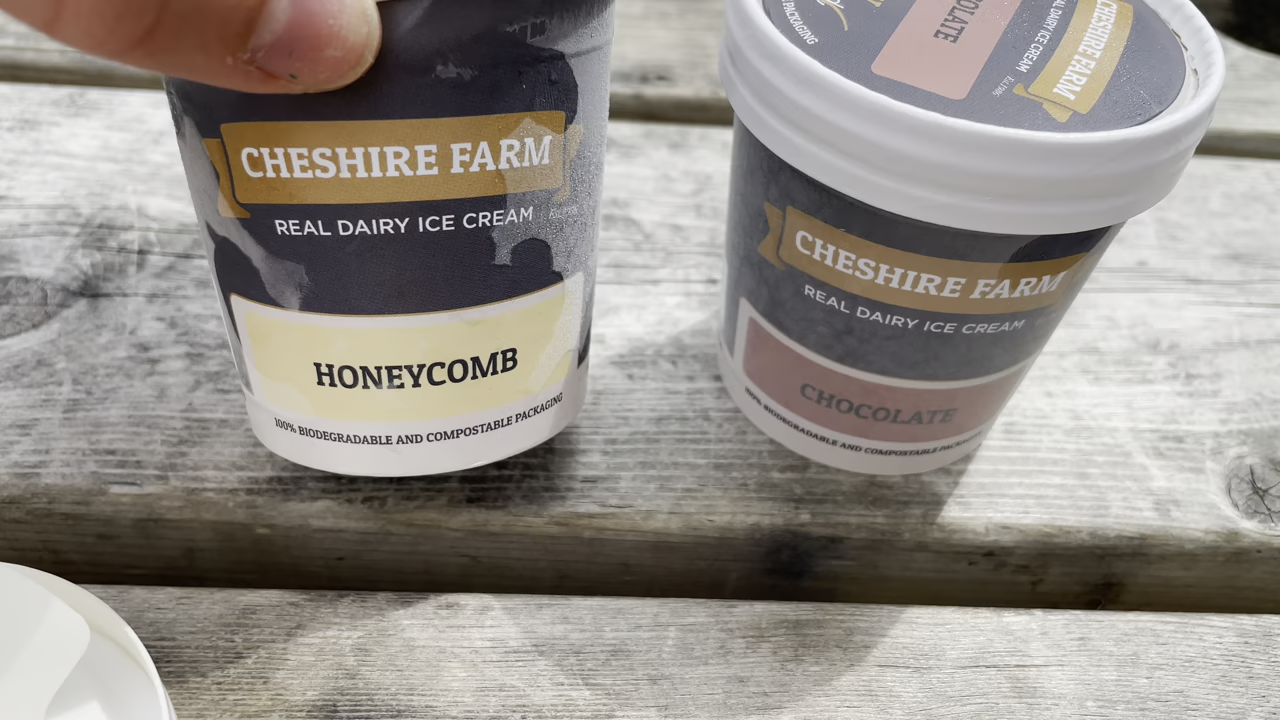 CHESHIRE FARM
REAL DAIRY ICE CREAM
HONEYCOMB
100% BIODEGRADABLE AND COMPOSTABLE PACKAGING
PACKAGING
REAL DAIRY ICE CREAM
CHESHIRE FARM
CHESHIRE FARM
REAL DAIRY ICE CREAM
CHOCOLATE
100% BIODEGRADABLE AND COMPOSTABLE